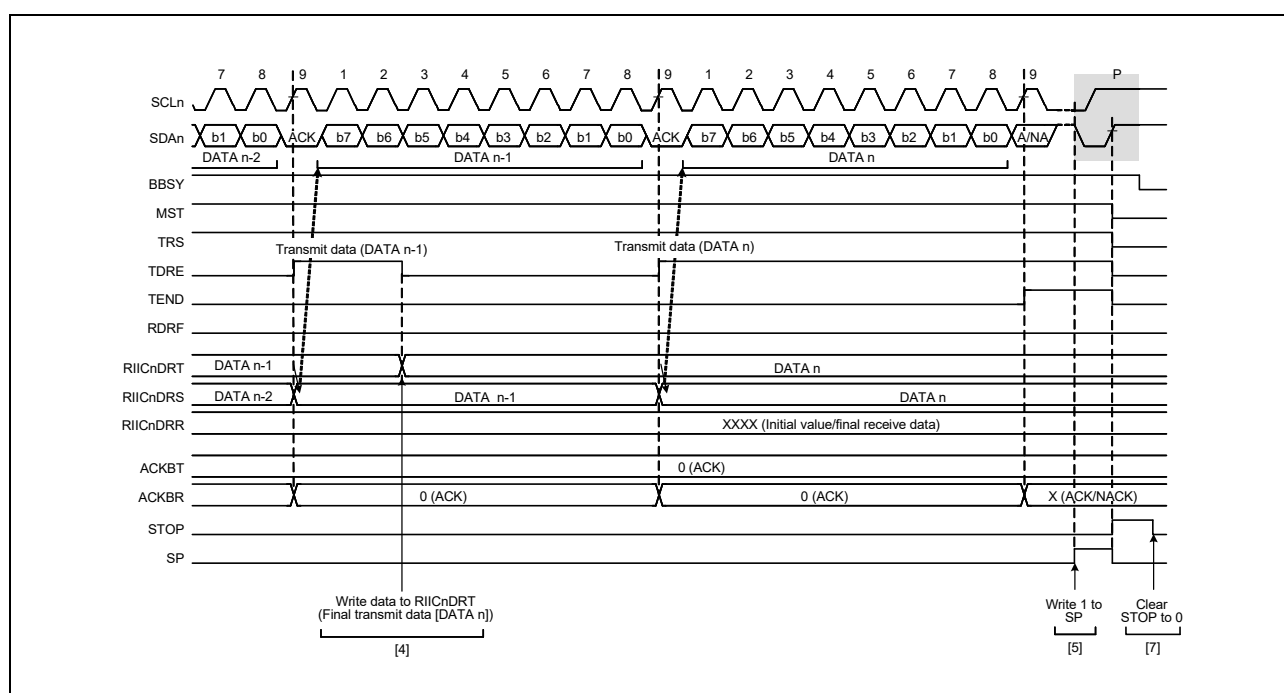 7 8 9 1 2 3 4 5 6 7 8 9 1 2 3 4 5 6 7 8 9 P
SCLn
SDAn b1 b0 ACK b7 b6 b5 b4 b3 b2 b1 b0 ACK b7 b6 b5 b4 b3 b2 b1 b0 A/NA
DATA n-2 DATA n-1 DATA n
BBSY
MST
TRS
Transmit data (DATA n-1) Transmit data (DATA n)
TDRE
TEND
RDRF
RIICnDRT DATA n-1 DATA n
RIICnDRS DATA n-2 DATA n-1 DATA n
RIICnDRR XXXX (Initial value/final receive data)
ACKBT 0 (ACK)
ACKBR 0 (ACK) 0 (ACK) X (ACK/NACK)
STOP
SP
Write data to RIICnDRT
(Final transmit data [DATA n])
[4]
Write 1 to
SP
[5]
Clear
STOP to 0
[7]